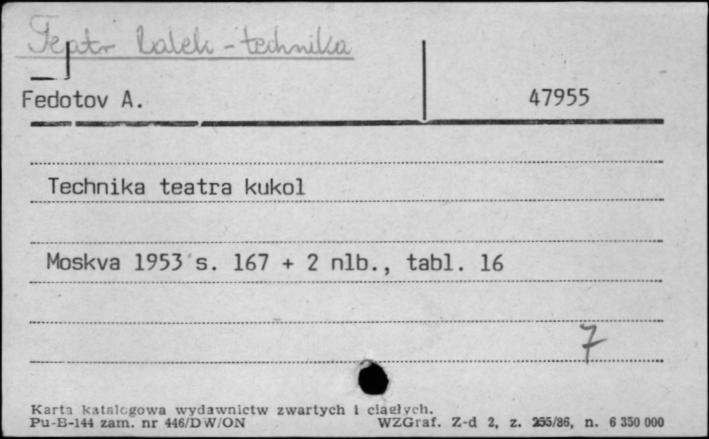 Teatr lalek - technika
Fedotov A. 47955
Technika teatra kukol
Moskva 1953 s. 167 + 2 nlb., tabl. 16
7
Karta katalogowa wydawnictw zwartych i ciągłych.
Pu-B-144 zam. nr 446/DW/ON WZGraf. Z-d 2, z. 255/86, n. 6 350 000